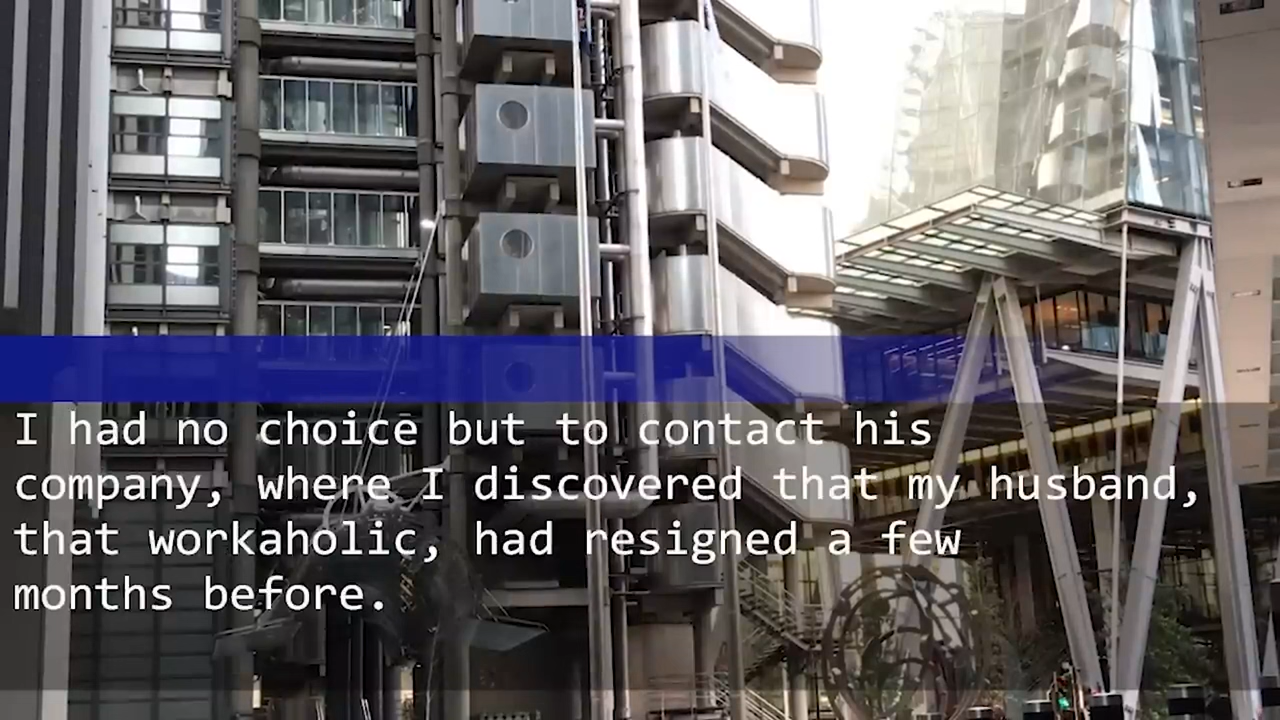 I had no choice but to contact his
company, where I discovered that my husband,
that workaholic, had resigned a few
months before.